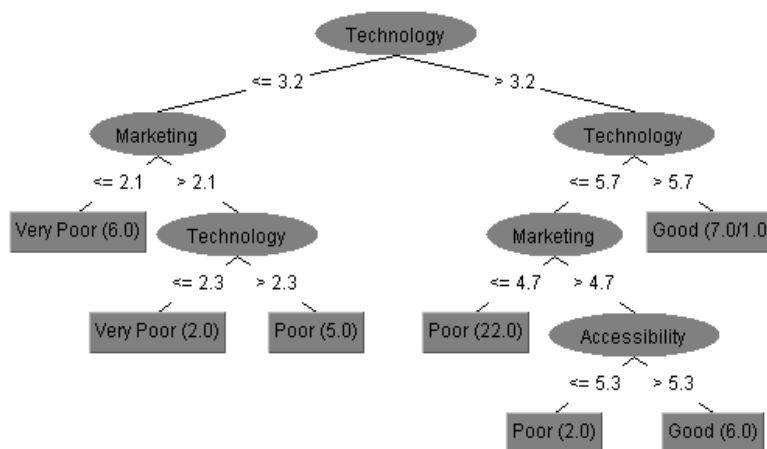 Technology
<= 3.2
> 3.2
Marketing
Technology
<= 2.1
> 2.1
<= 5.7
> 5.7
Very Poor (6.0)
Technology
Marketing
Good (7.0/1.0
<= 2.3
> 2.3
<= 4.7
> 4.7
Very Poor (2.0)
Poor (5.0)
Poor (22.0)
Accessibility
<= 5.3
> 5.3
Poor (2.0)
Good (6.0)